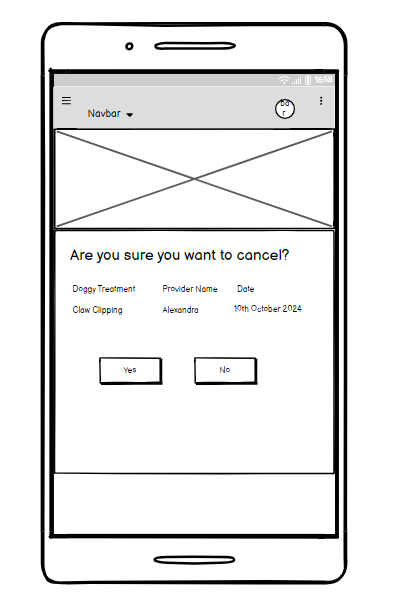 16:58
Navbar
ba
r
Are you sure you want to cancel?
Doggy Treatment Provider Name Date
Claw Clipping Alexandra 10th October 2024
Yes No